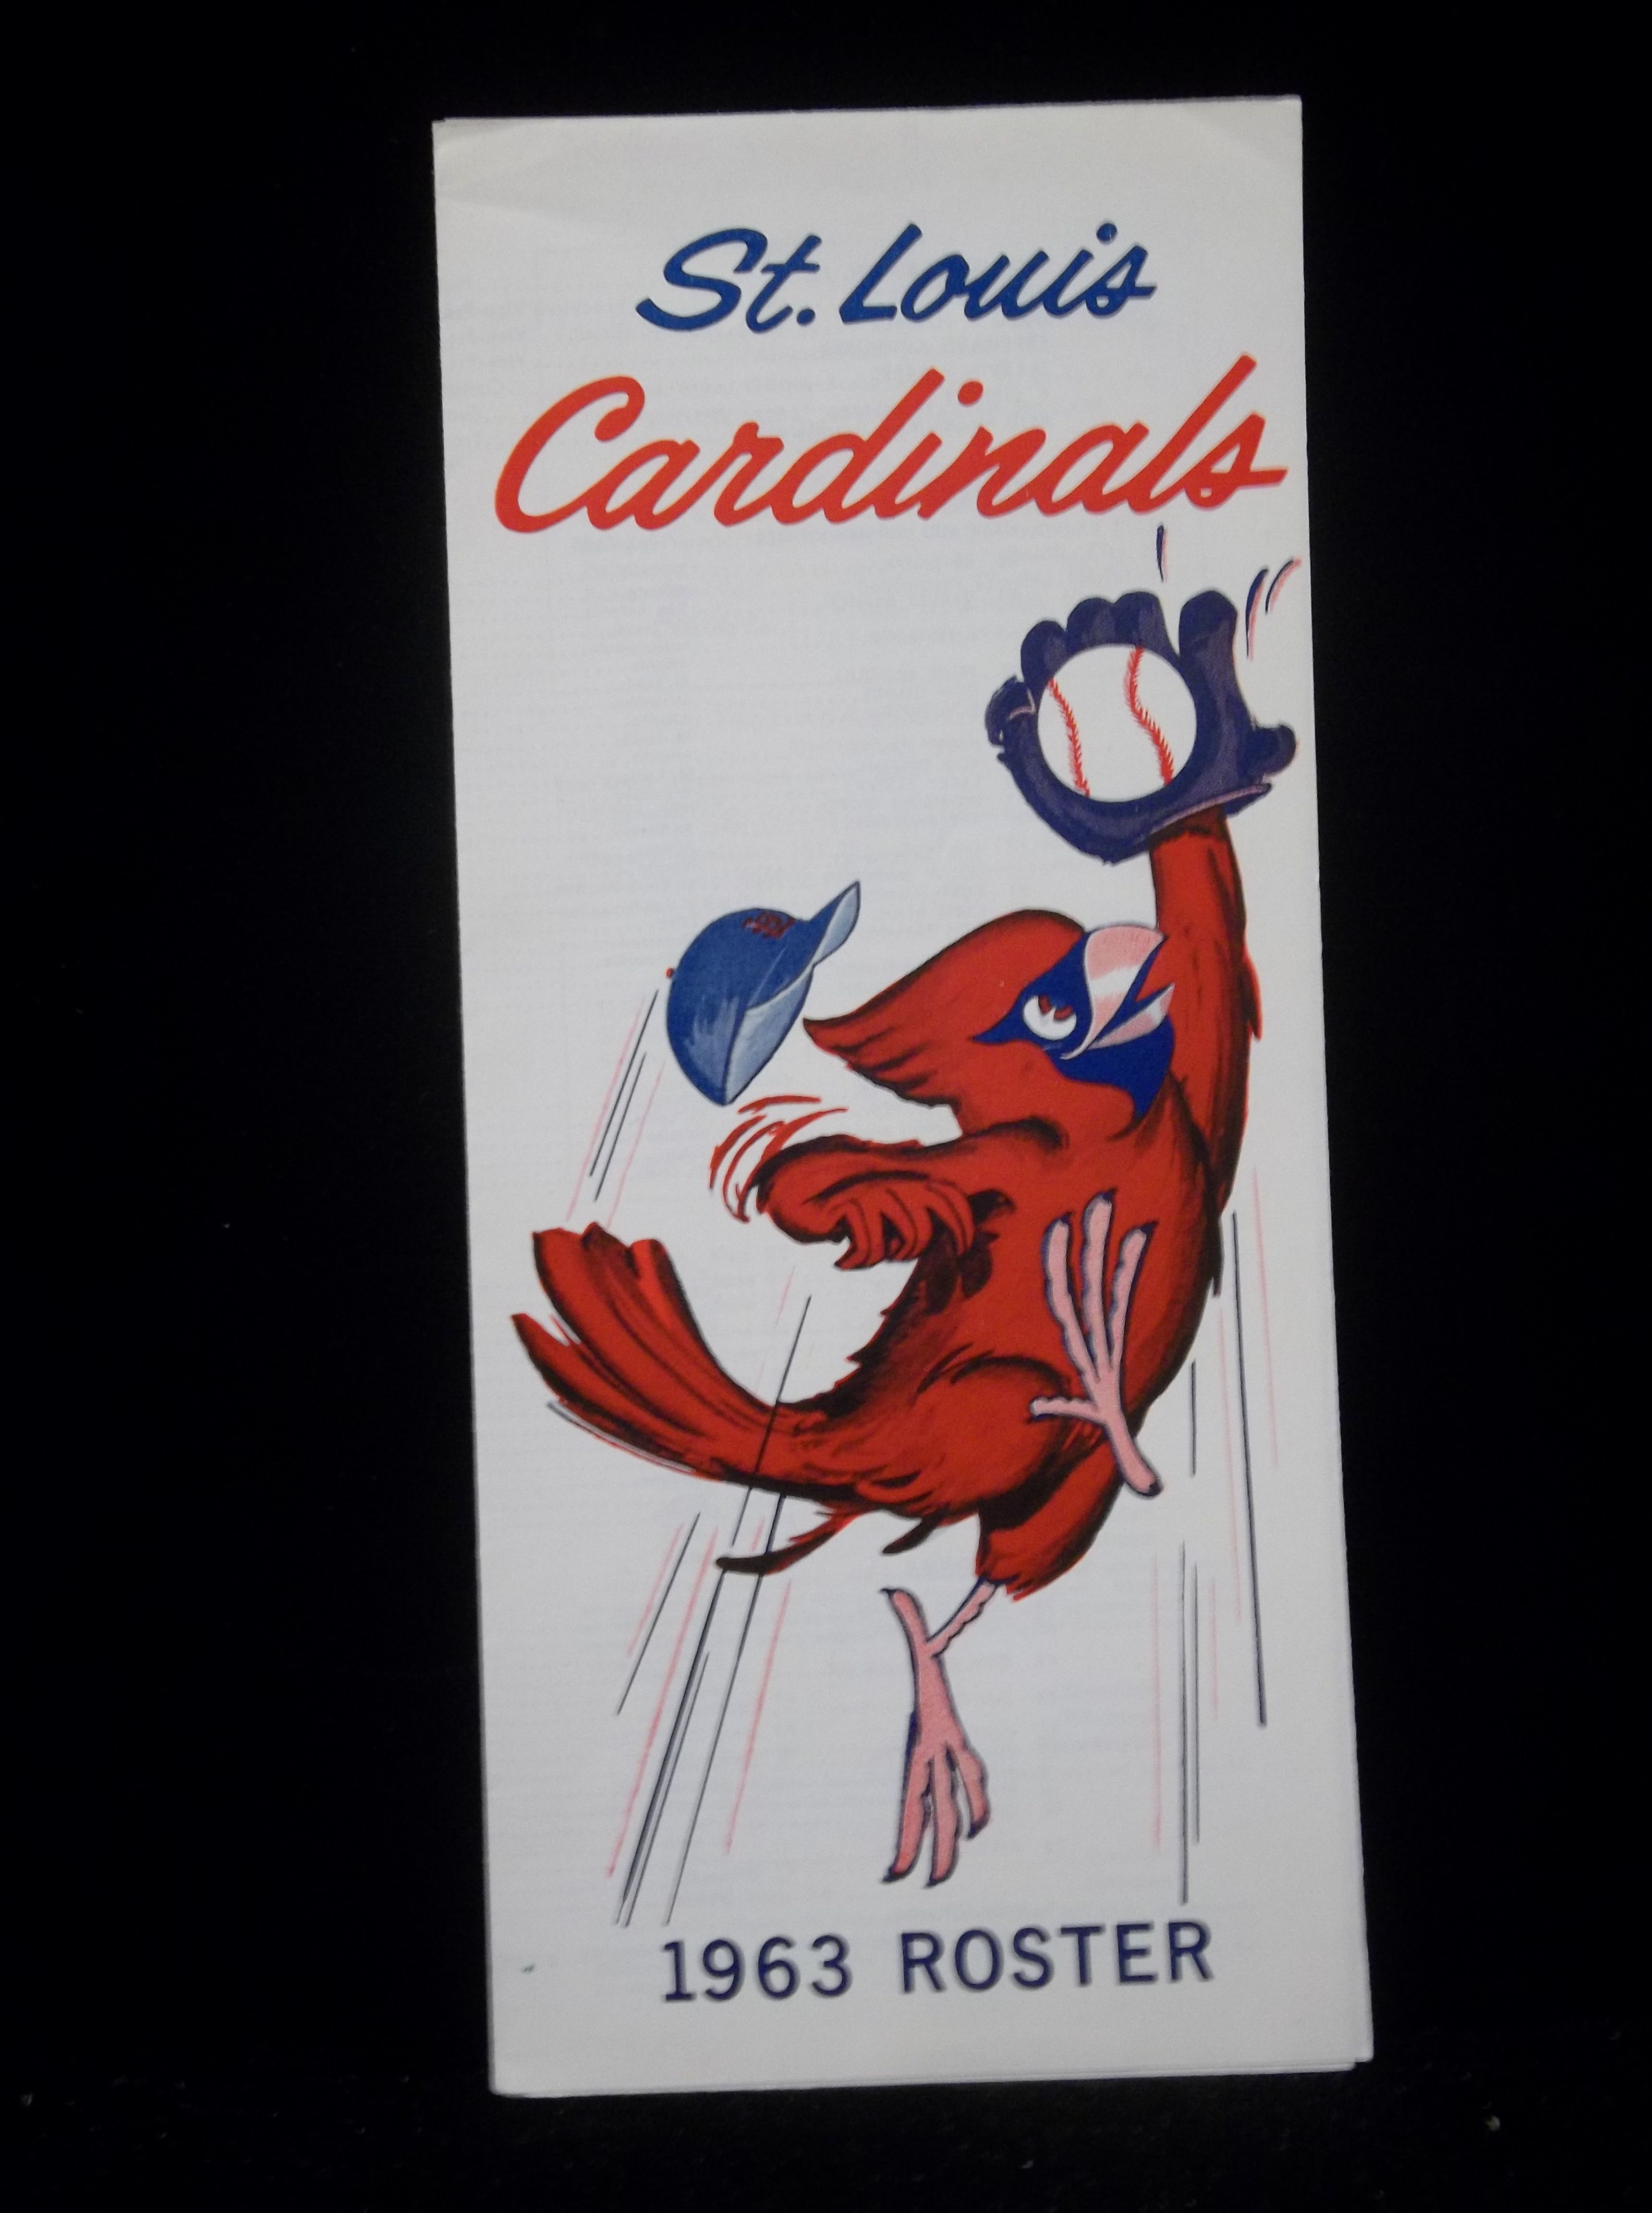 St. Louis
Cardinals
1963 ROSTER